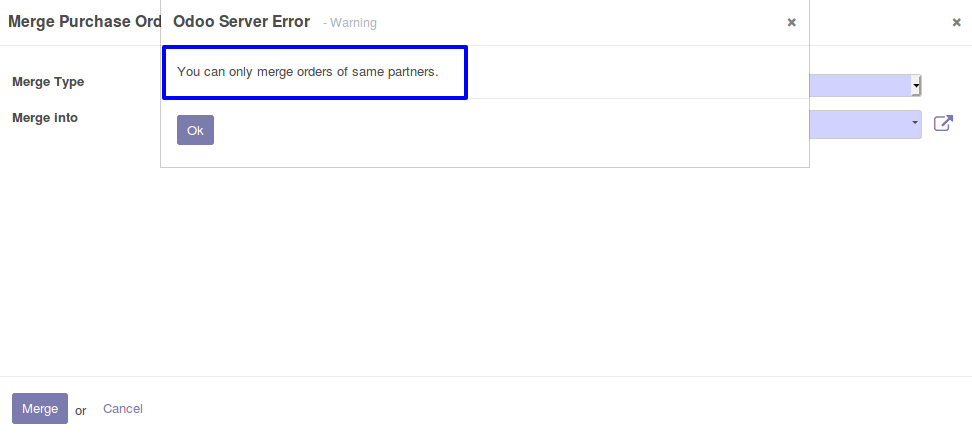 Merge Purchase Ord
Odoo Server Error - Warning
You can only merge orders of same partners.
Merge Type
Merge into
Ok
Merge or Cancel